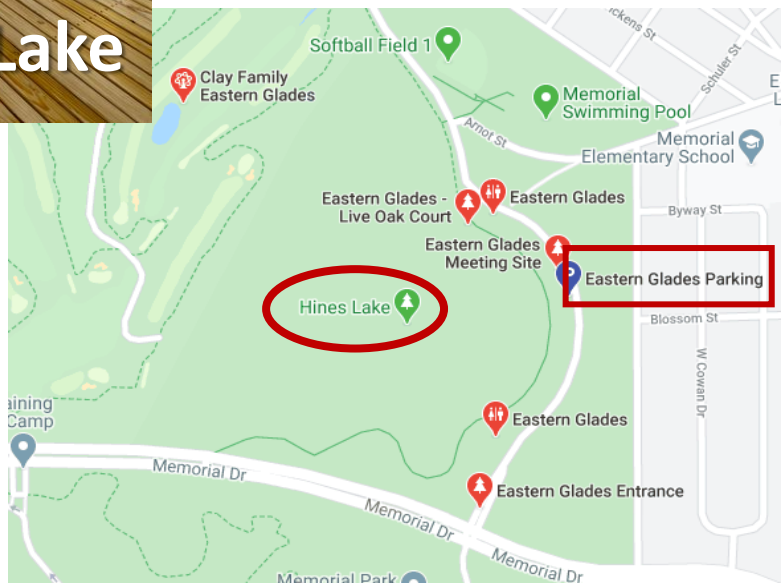 Lake
Softball Field 1
Clay Family
Eastern Glades
Memorial
Swimming Pool
Arnot St
Schuler St
Memorial
Elementary School
Eastern Glades -
Live Oak Court
Eastern Glades
Byway St
Eastern Glades
Meeting Site
Eastern Glades Parking
Hines Lake
Blossom St
W Cowan Dr
Eastern Glades
Camp
Memorial Dr
Eastern Glades Entrance
Memorial Dr
Memorial Dr
Memorial Park